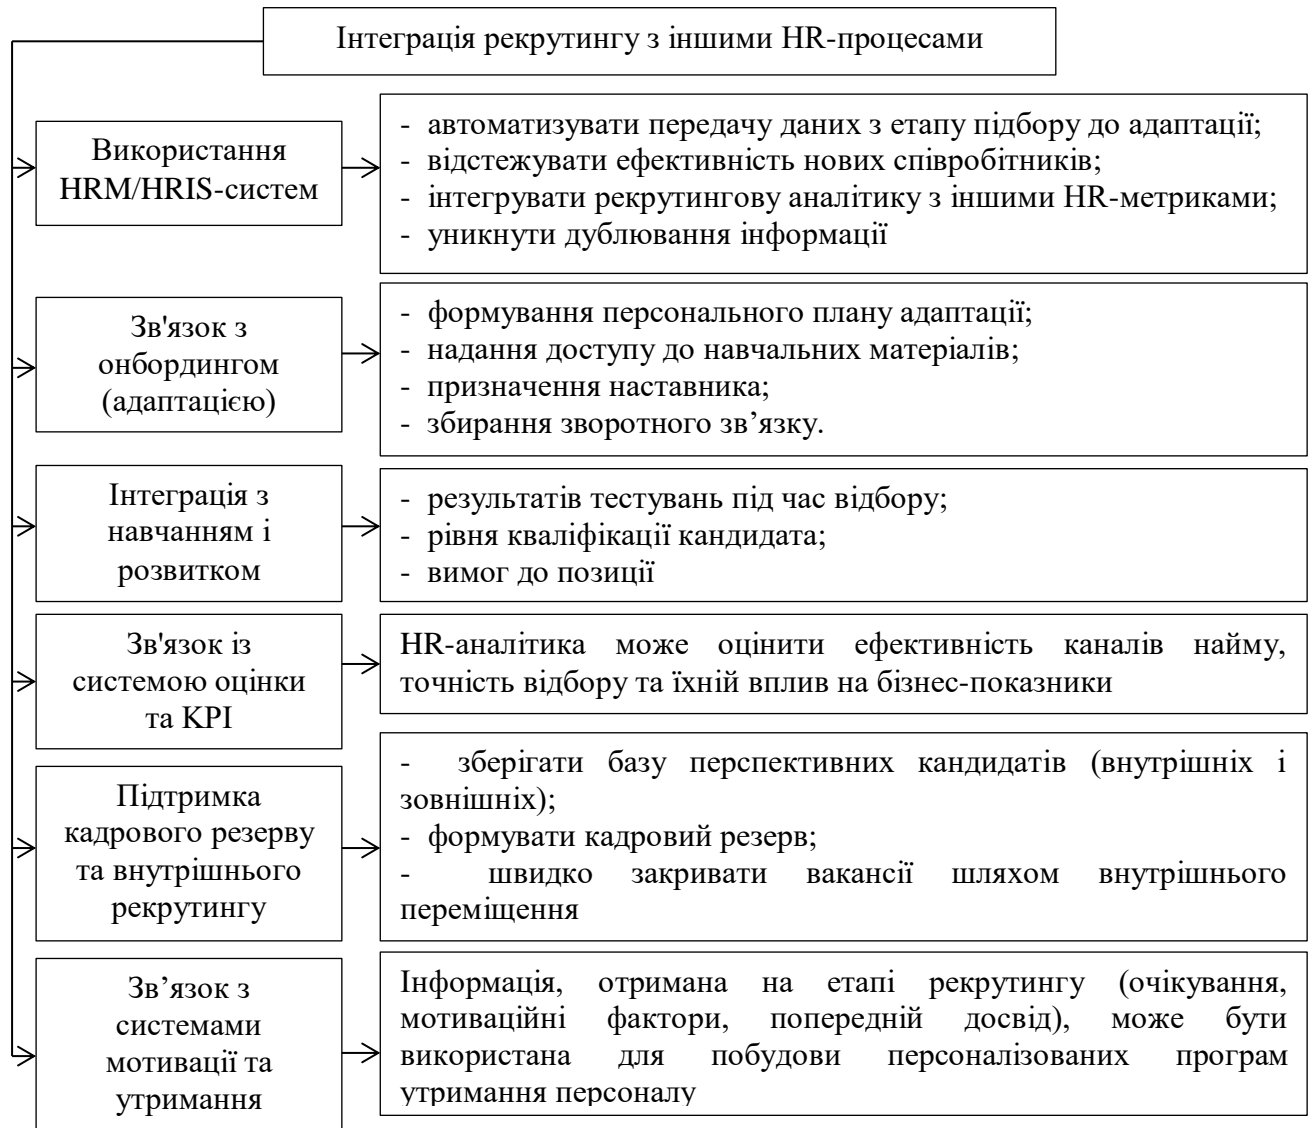 Інтеграція рекрутингу з іншими HR-процесами
Використання
HRM/HRIS-систем
- автоматизувати передачу даних з етапу підбору до адаптації;
- відстежувати ефективність нових співробітників;
- інтегрувати рекрутингову аналітику з іншими HR-метриками;
- уникнути дублювання інформації
Зв'язок з
онбордингом
(адаптацією)
- формування персонального плану адаптації;
- надання доступу до навчальних матеріалів;
- призначення наставника;
- збирання зворотного зв’язку.
Інтеграція з
навчанням і
розвитком
- результатів тестувань під час відбору;
- рівня кваліфікації кандидата;
- вимог до позиції
Зв'язок із
системою оцінки
та KPI
HR-аналітика може оцінити ефективність каналів найму,
точність відбору та їхній вплив на бізнес-показники
Підтримка
кадрового резерву
та внутрішнього
рекрутингу
- зберігати базу перспективних кандидатів (внутрішніх і
зовнішніх);
- формувати кадровий резерв;
- швидко закривати вакансії шляхом внутрішнього
переміщення
Зв’язок з
системами
мотивації та
утримання
Інформація, отримана на етапі рекрутингу (очікування,
мотиваційні фактори, попередній досвід), може бути
використана для побудови персоналізованих програм
утримання персоналу